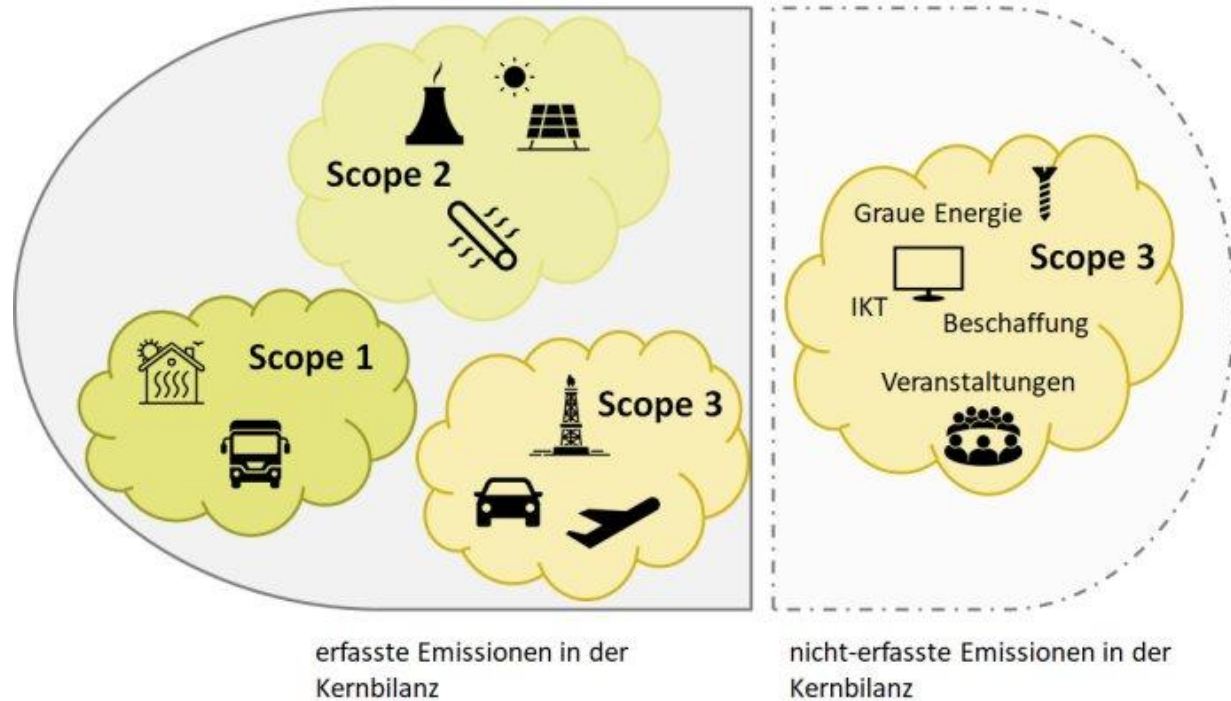 Scope 2
Scope 1
Scope 3
erfasste Emissionen in der
Kernbilanz
Graue Energie
Scope 3
IKT
Beschaffung
Veranstaltungen
nicht-erfasste Emissionen in der
Kernbilanz